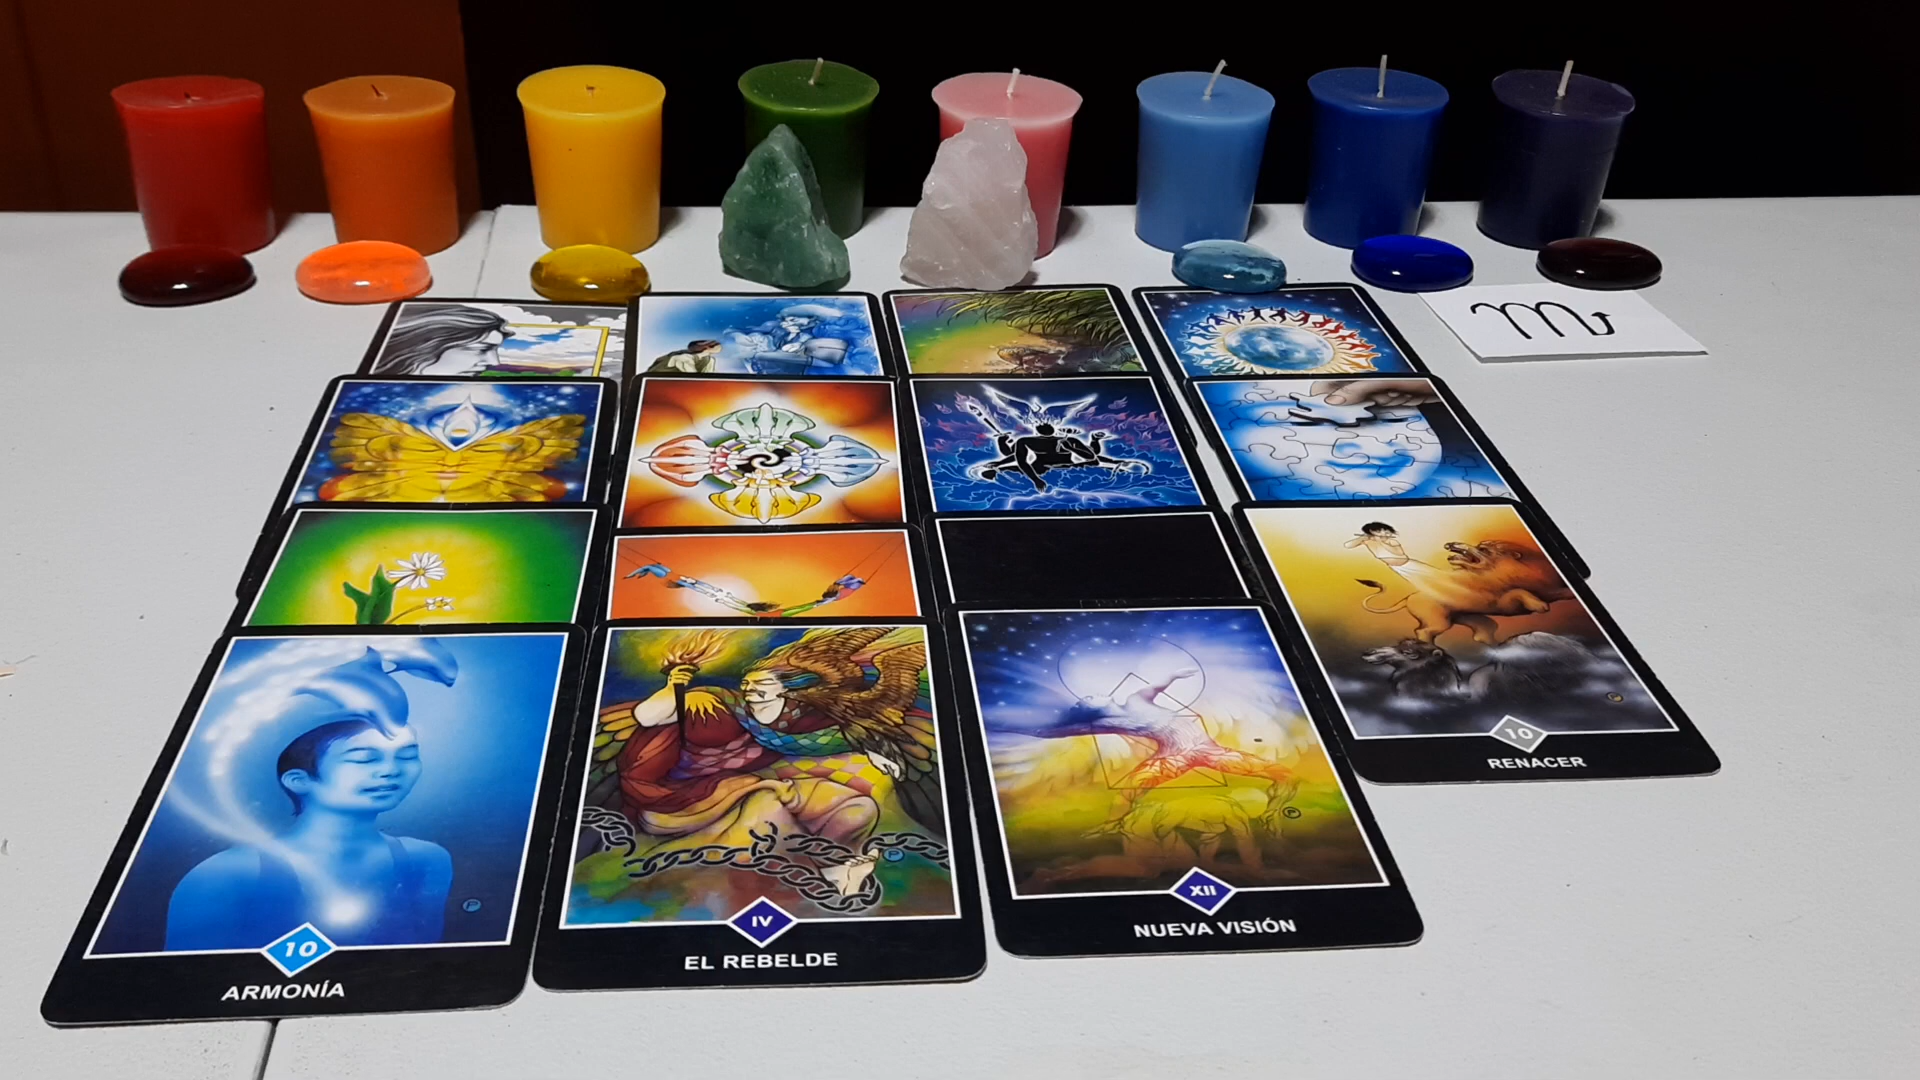 ♏
10
RENACER
XII
NUEVA VISIÓN
IV
EL REBELDE
10
ARMONÍA